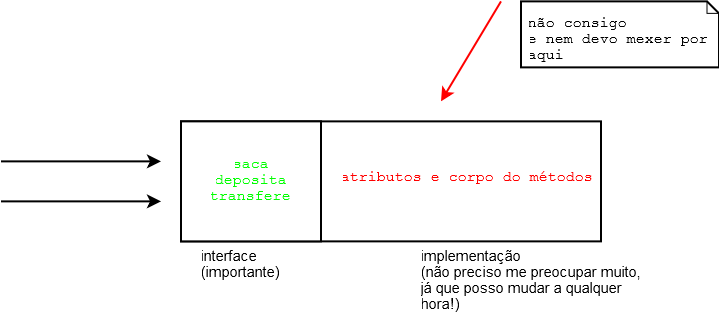 não consigo
e nem devo mexer por
aqui
saca
deposita
transfere
atributos e corpo do métodos
interface
(importante)
implementação
(não preciso me preocupar muito,
já que posso mudar a qualquer
hora!)